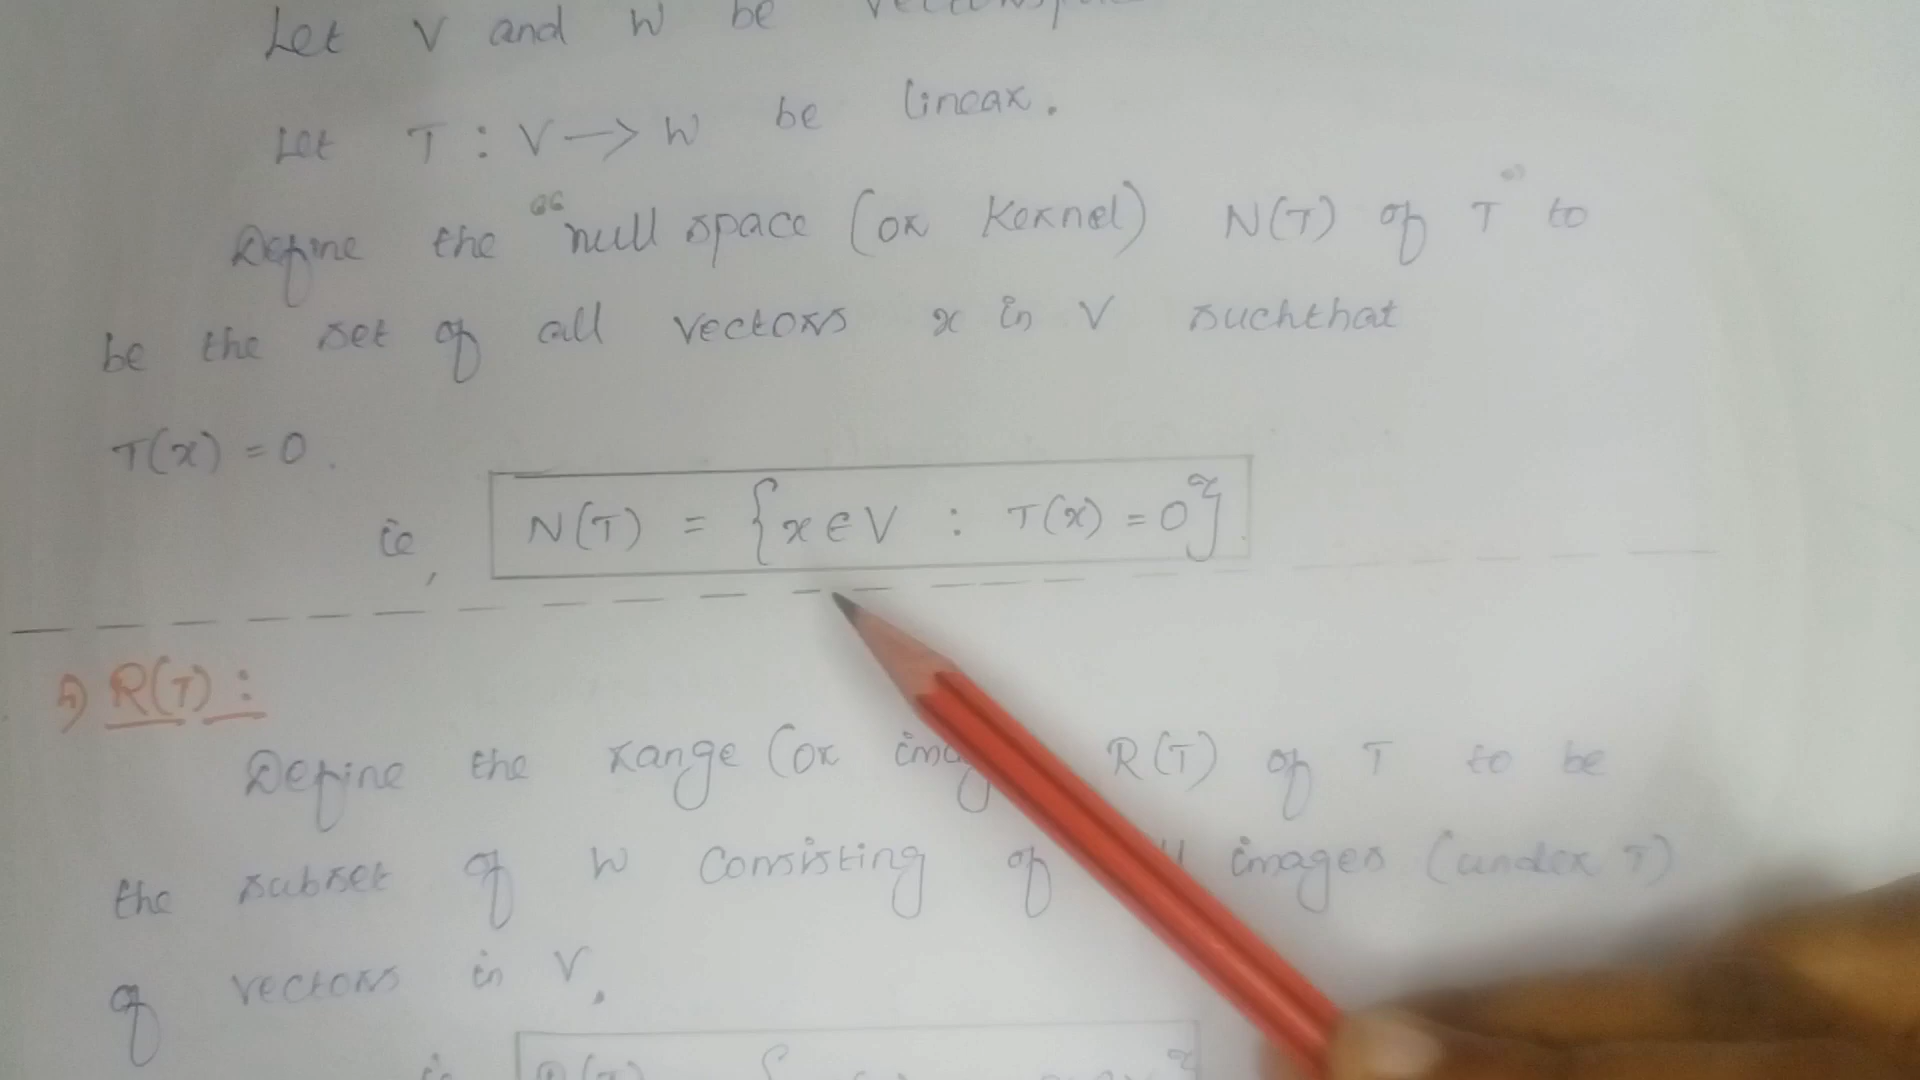 Let V and W be
Let T : V → W be linear.
Define the null space (or Kernel) N(T) of T to
be the set of all vectors x in V suchthat
T(x) = 0.
ie, N(T) = {x ∈ V : T(x) = 0}
R(T) :
Define the range (or R(T) of T to be
the subset of W Consisting of images (under T)
of vectors in V.